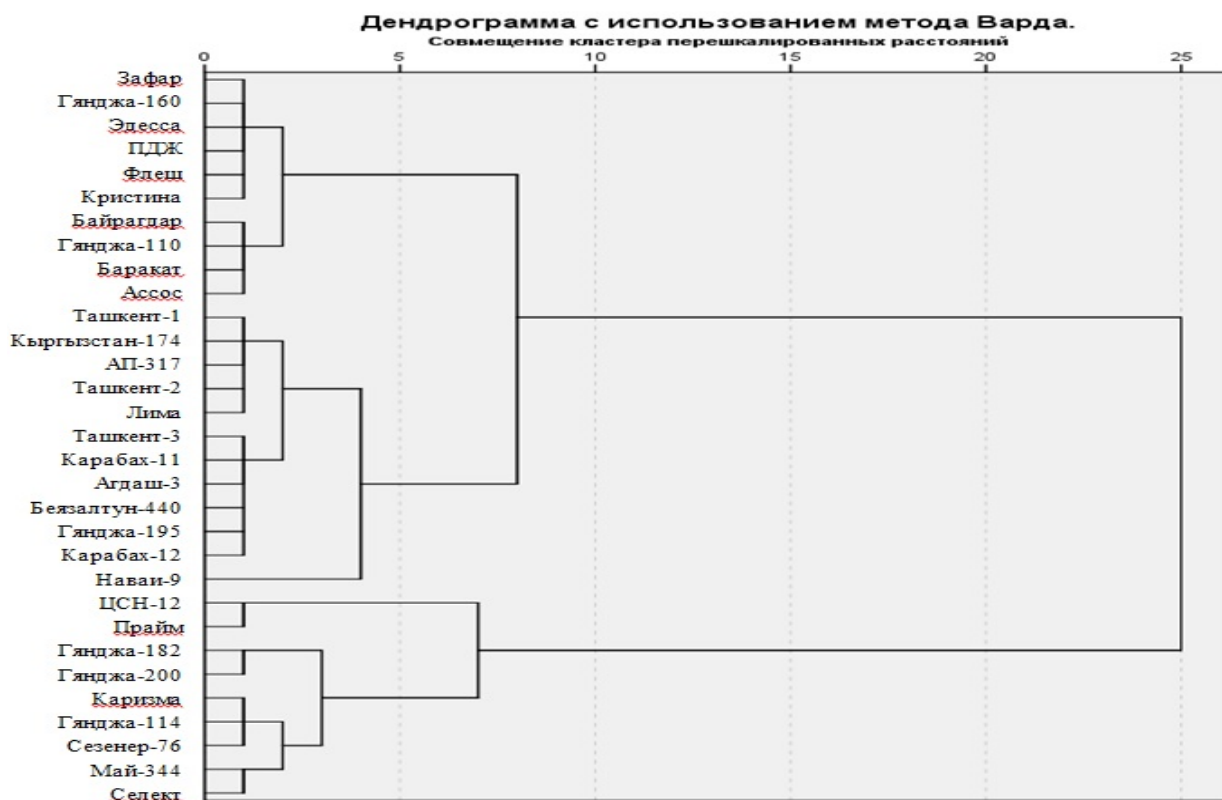 Дендрограмма с использованием метода Варда.
Совмещение кластера перешкалированных расстояний
0 5 10 15 20 25
Зафар
Гянджа-160
Эдесса
ПДЖ
Флеш
Кристина
Байрагдар
Гянджа-110
Баракат
Ассос
Ташкент-1
Кыргызстан-174
АП-317
Ташкент-2
Лима
Ташкент-3
Карабах-11
Агдаш-3
Беязалтун-440
Гянджа-195
Карабах-12
Наваи-9
ЦСН-12
Прайм
Гянджа-182
Гянджа-200
Каризма
Гянджа-114
Сезенер-76
Май-344
Селект